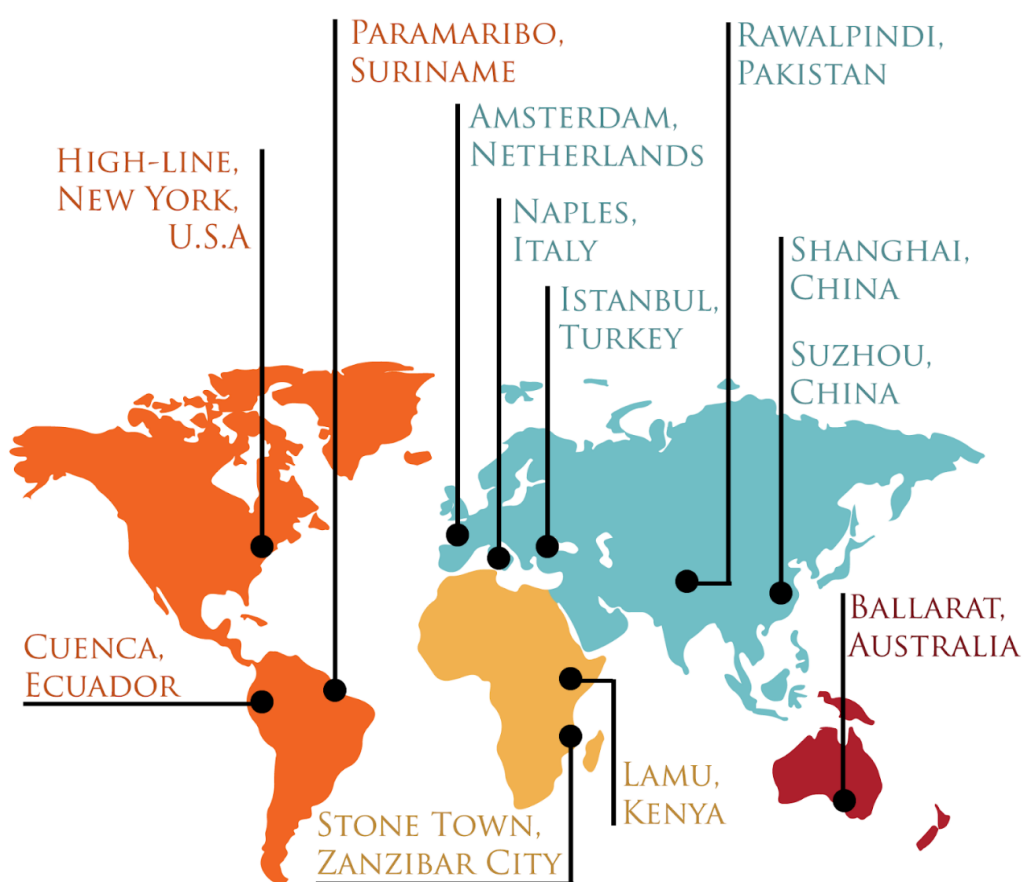 Paramaribo,
Suriname
Rawalpindi,
Pakistan
Amsterdam,
Netherlands
High-line,
New York,
U.S.A
Naples,
Italy
Shanghai,
China
Istanbul,
Turkey
Suzhou,
China
Ballarat,
Australia
Cuenca,
Ecuador
Lamu,
Kenya
Stone Town,
Zanzibar City